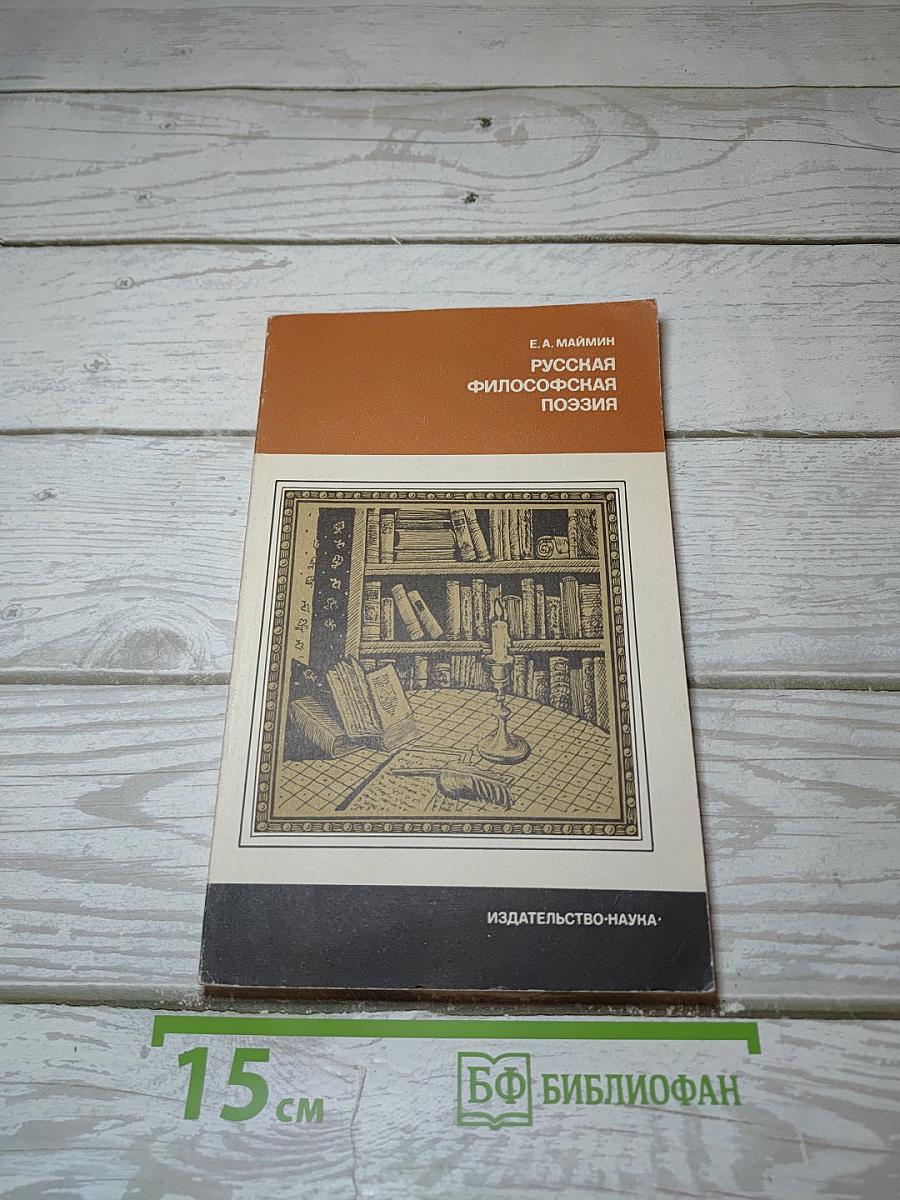 Е. А. МАЙМИН
РУССКАЯ
ФИЛОСОФСКАЯ
ПОЭЗИЯ
ИЗДАТЕЛЬСТВО·НАУКА·
15 см
БФ БИБЛИОФАН